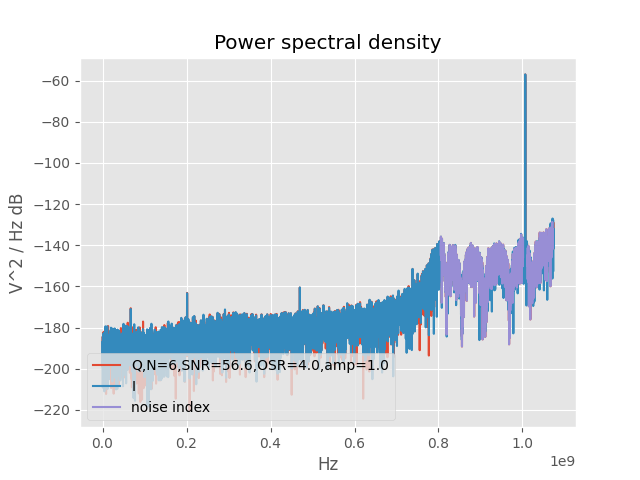 Power spectral density
V^2 / Hz dB
−60
−80
−100
−120
−140
−160
−180
−200
−220
Q,N=6,SNR=56.6,OSR=4.0,amp=1.0
I
noise index
0.0
0.2
0.4
0.6
0.8
1.0
1e9
Hz